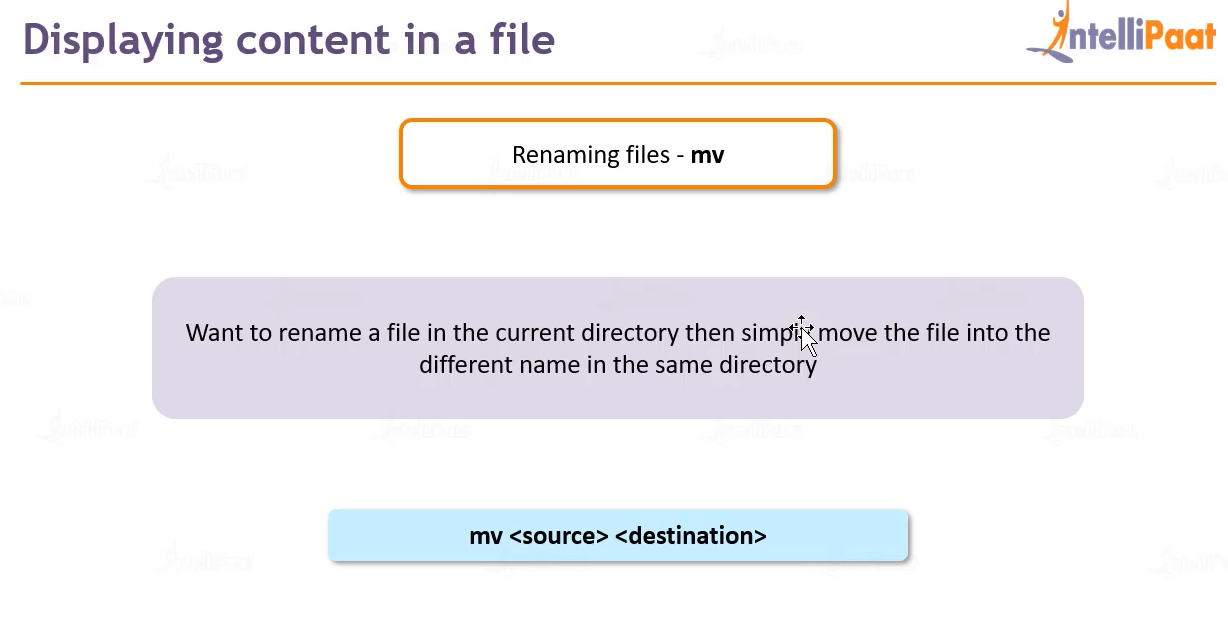 Displaying content in a file
IntelliPaat
Renaming files - mv
Want to rename a file in the current directory then simply move the file into the
different name in the same directory
mv <source> <destination>